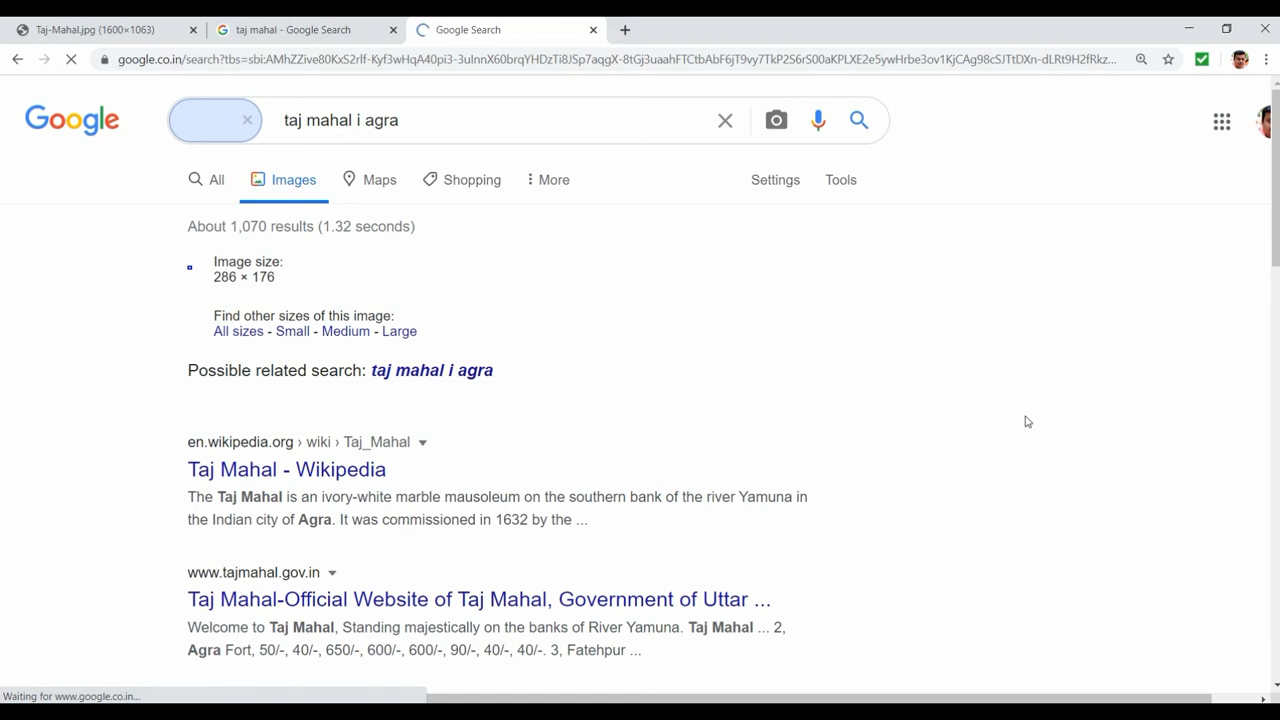 Taj-Mahal.jpg (1600×1063)
taj mahal - Google Search
Google Search
google.co.in/search?tbs=sbi:AMhZZive80KxS2rlf-Kyf3wHqA40pi3-3uInnX60brqYHDzTi8JSp7aqgX-8tGj3uaahFTCtbAbF6jT9vy7TkP2S6rS00aKPLXE2e5ywHrbe3ov1KjCAg98cSJTtDXn-dLRt9H2fRkz...
Google
taj mahal i agra
All
Images
Maps
Shopping
More
Settings
Tools
About 1,070 results (1.32 seconds)
Image size:
286 × 176
Find other sizes of this image:
All sizes - Small - Medium - Large
Possible related search: taj mahal i agra
en.wikipedia.org › wiki › Taj_Mahal
Taj Mahal - Wikipedia
The Taj Mahal is an ivory-white marble mausoleum on the southern bank of the river Yamuna in
the Indian city of Agra. It was commissioned in 1632 by the ...
www.tajmahal.gov.in
Taj Mahal-Official Website of Taj Mahal, Government of Uttar ...
Welcome to Taj Mahal, Standing majestically on the banks of River Yamuna. Taj Mahal ... 2,
Agra Fort, 50/-, 40/-, 650/-, 600/-, 600/-, 90/-, 40/-, 40/-. 3, Fatehpur ...
Waiting for www.google.co.in...